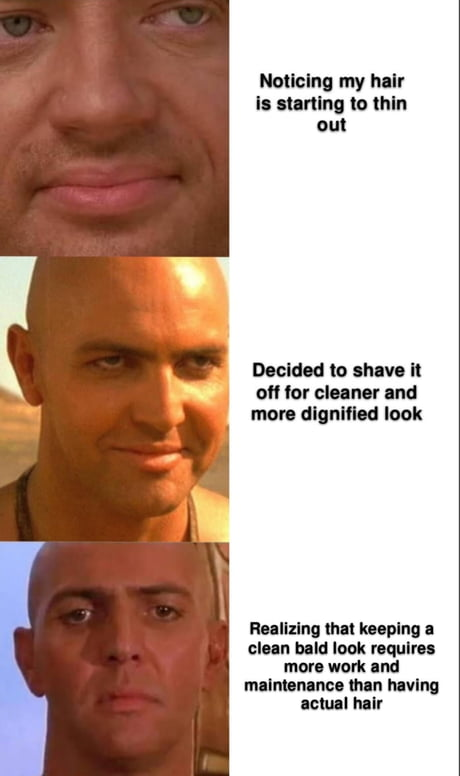 Noticing my hair
is starting to thin
out
Decided to shave it
off for cleaner and
more dignified look
Realizing that keeping a
clean bald look requires
more work and
maintenance than having
actual hair